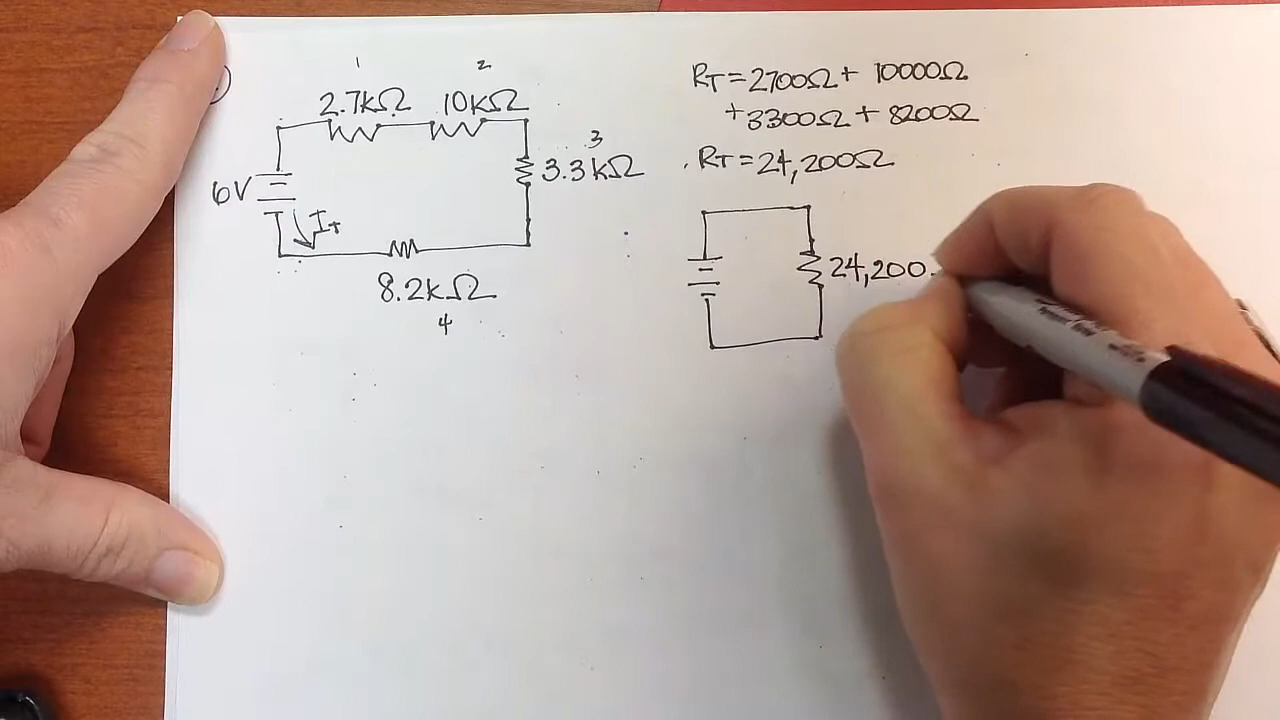 1 2
2.7kΩ 10kΩ
3
3.3kΩ
6V
I+
8.2kΩ
4
RT = 2700Ω + 10000Ω
+ 3300Ω + 8200Ω
RT = 24,200Ω
24,200